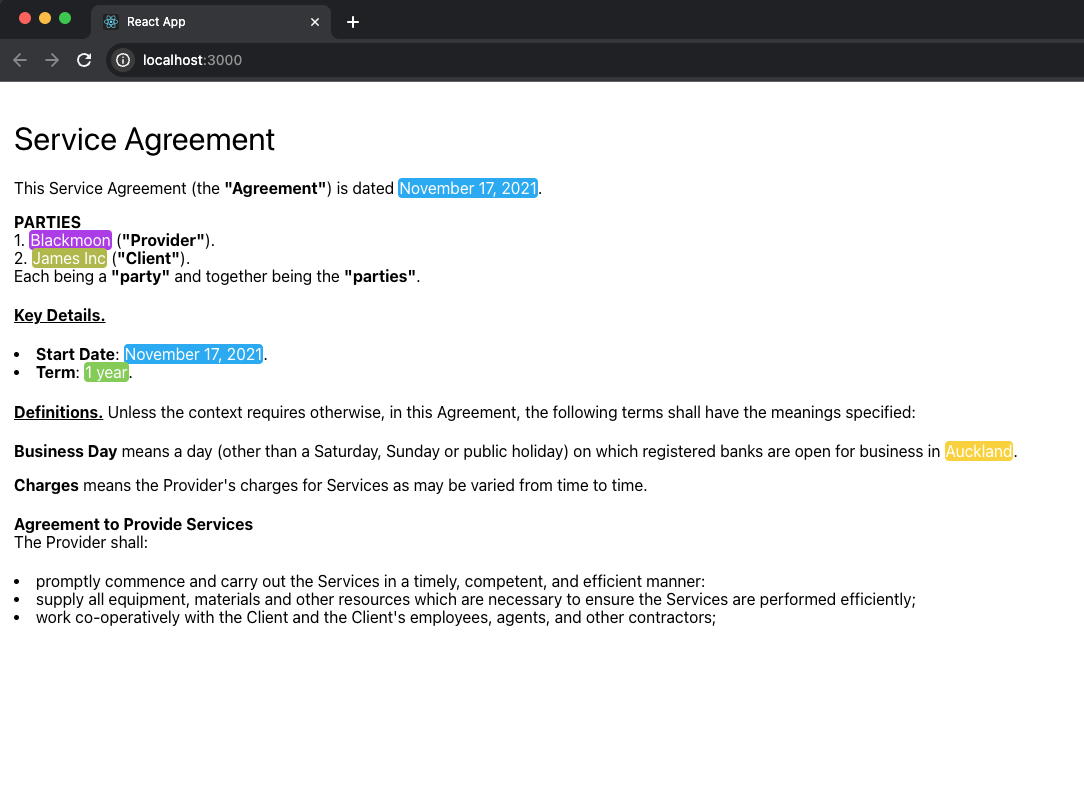 React App
localhost:3000
Service Agreement
This Service Agreement (the "Agreement") is dated November 17, 2021.
PARTIES
1. Blackmoon ("Provider").
2. James Inc ("Client").
Each being a "party" and together being the "parties".
Key Details.
• Start Date: November 17, 2021.
• Term: 1 year.
Definitions. Unless the context requires otherwise, in this Agreement, the following terms shall have the meanings specified:
Business Day means a day (other than a Saturday, Sunday or public holiday) on which registered banks are open for business in Auckland.
Charges means the Provider's charges for Services as may be varied from time to time.
Agreement to Provide Services
The Provider shall:
• promptly commence and carry out the Services in a timely, competent, and efficient manner:
• supply all equipment, materials and other resources which are necessary to ensure the Services are performed efficiently;
• work co-operatively with the Client and the Client's employees, agents, and other contractors;